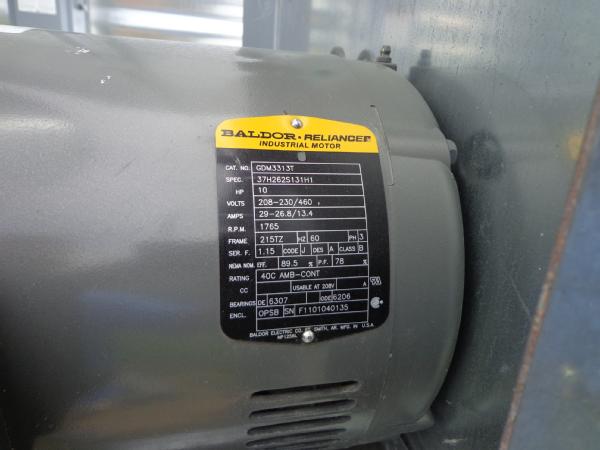 BALDOR • RELIANCER
INDUSTRIAL MOTOR
CAT. NO. GDM3313T
SPEC. 37H262S131H1
HP 10
VOLTS 208-230/460
AMPS 29-26.8/13.4
R.P.M. 1765
FRAME 215TZ HZ 60 PH 3
SER. F. 1.15 CODE J DES A CLASS B
NEMA NOM. EFF. 89.5 % P.F. 78 %
RATING 40C AMB-CONT
CC USABLE AT 208V A
BEARINGS DE 6307 ODE 6206
ENCL. OPSB SN F1101040135
BALDOR ELECTRIC CO. FT. SMITH, AR. MFG. IN U.S.A.